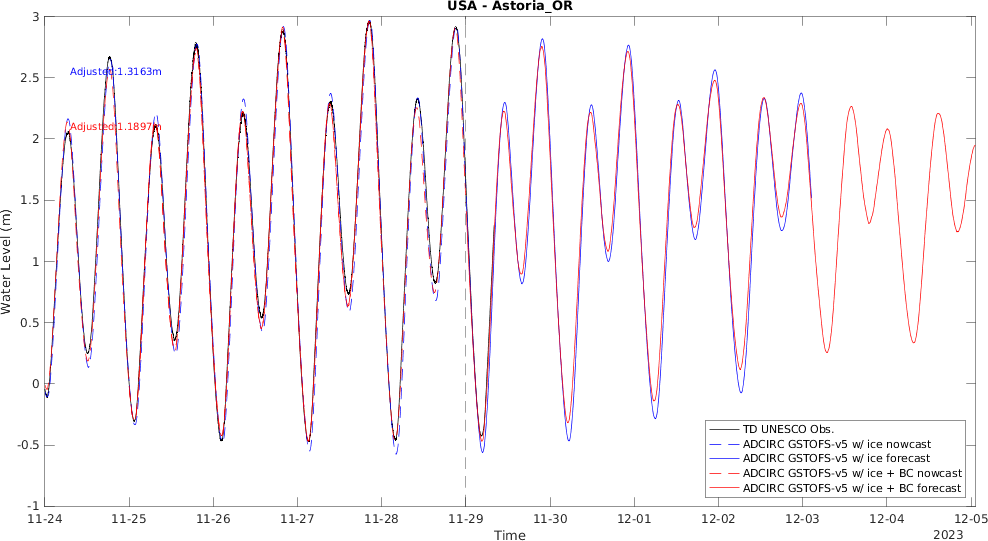 USA - Astoria_OR
3
2.5
2
1.5
1
0.5
0
-0.5
-1
Water Level (m)
Adjusted:1.3163m
Adjusted:1.1897m
TD UNESCO Obs.
ADCIRC GSTOFS-v5 w/ ice nowcast
ADCIRC GSTOFS-v5 w/ ice forecast
ADCIRC GSTOFS-v5 w/ ice + BC nowcast
ADCIRC GSTOFS-v5 w/ ice + BC forecast
11-24 11-25 11-26 11-27 11-28 11-29 11-30 12-01 12-02 12-03 12-04 12-05
Time
2023